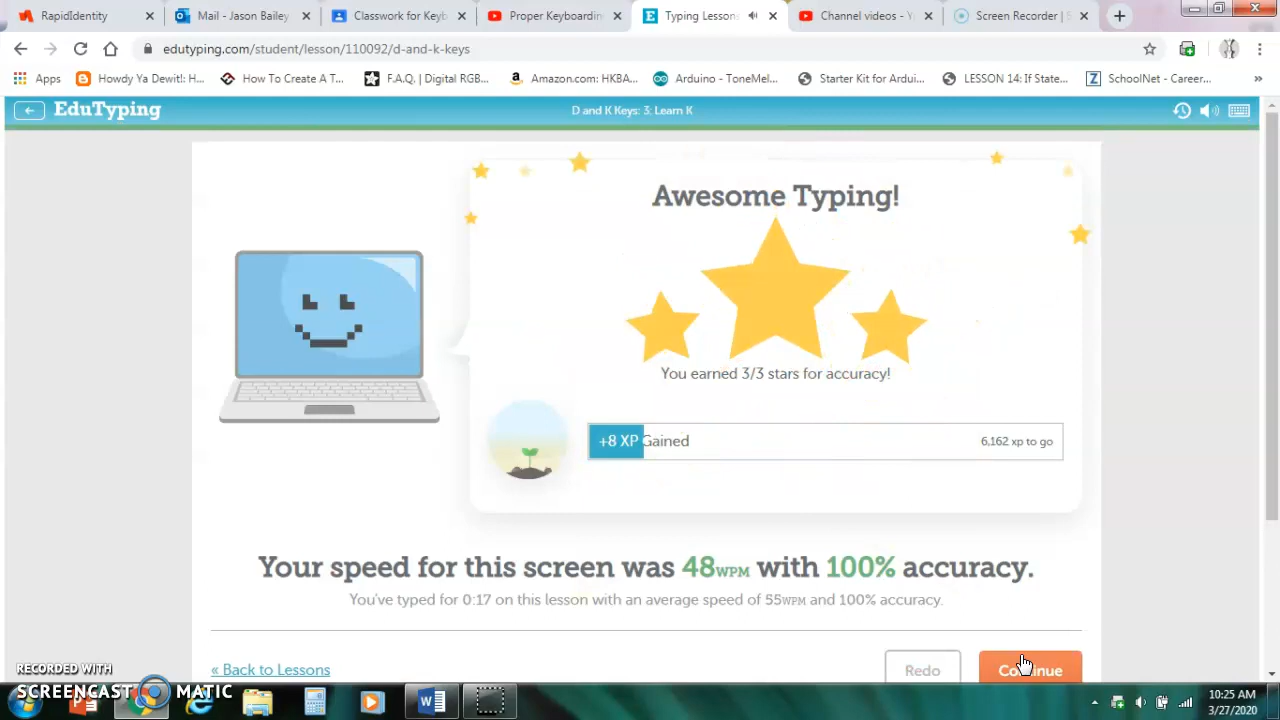 RapidIdentity
Mail - Jason Bailey
Classwork for Keyb
Proper Keyboardin
Typing Lesson
Channel videos - Y
Screen Recorder |
edutyping.com/student/lesson/110092/d-and-k-keys
Apps
Howdy Ya Dewit!: H...
How To Create A T...
F.A.Q. | Digital RGB...
Amazon.com: HKBA...
Arduino - ToneMel...
Starter Kit for Ardui...
LESSON 14: If State...
SchoolNet - Career...
»
EduTyping
D and K Keys: 3: Learn K
Awesome Typing!
You earned 3/3 stars for accuracy!
+8 XP Gained
6,162 xp to go
Your speed for this screen was 48WPM with 100% accuracy.
You've typed for 0:17 on this lesson with an average speed of 55WPM and 100% accuracy.
« Back to Lessons
Redo
Continue
RECORDED WITH
SCREENCAST MATIC
10:25 AM
3/27/2020